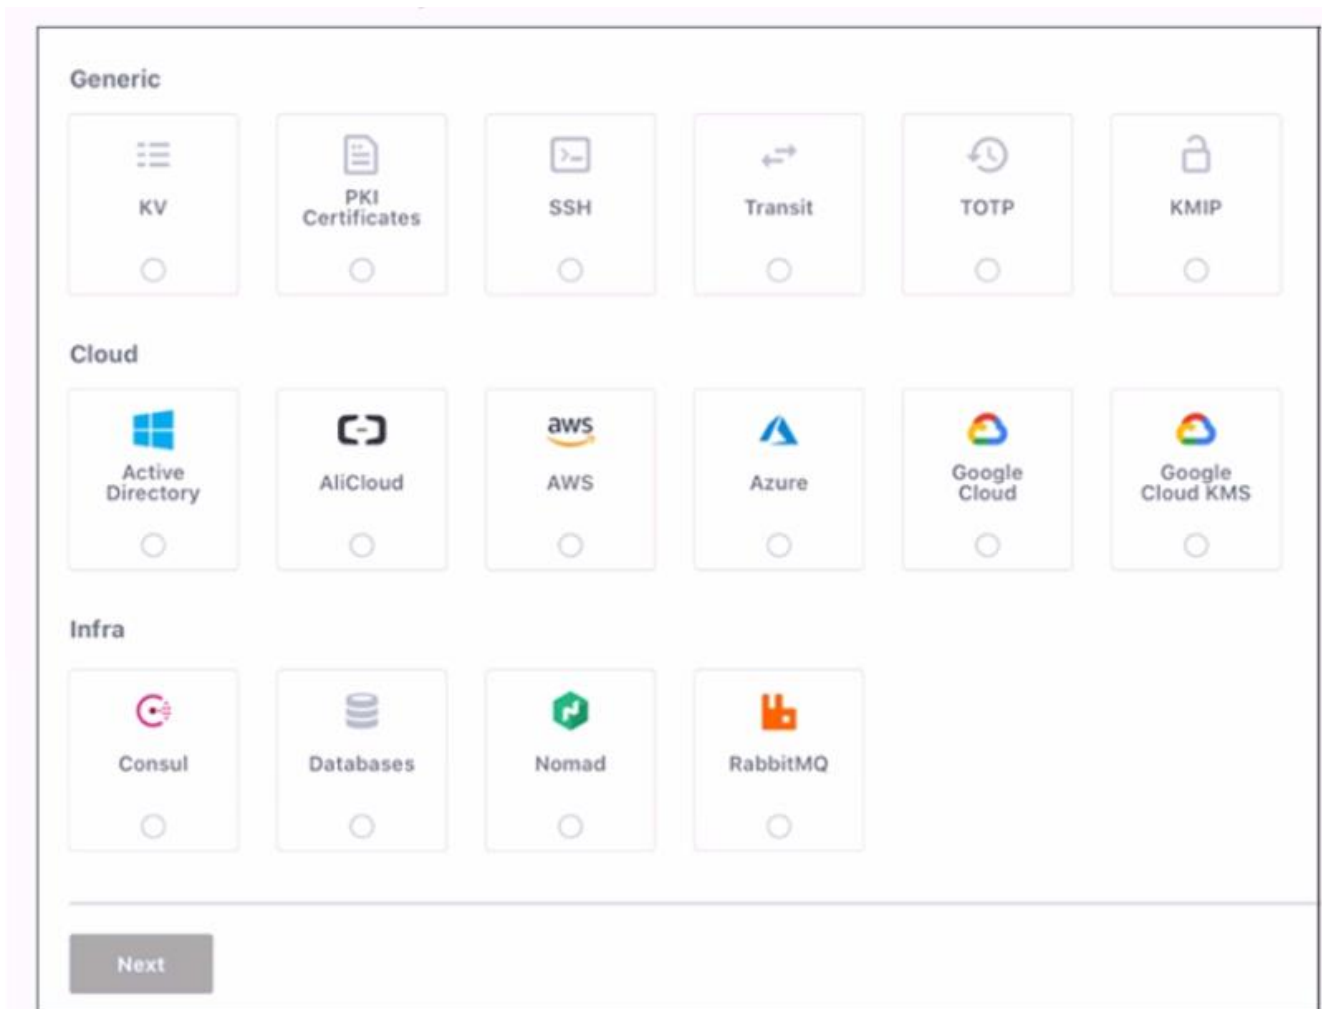 Generic
KV
PKI
Certificates
SSH
Transit
TOTP
KMIP
Cloud
Active
Directory
AliCloud
aws
AWS
Azure
Google
Cloud
Google
Cloud KMS
Infra
Consul
Databases
Nomad
RabbitMQ
Next